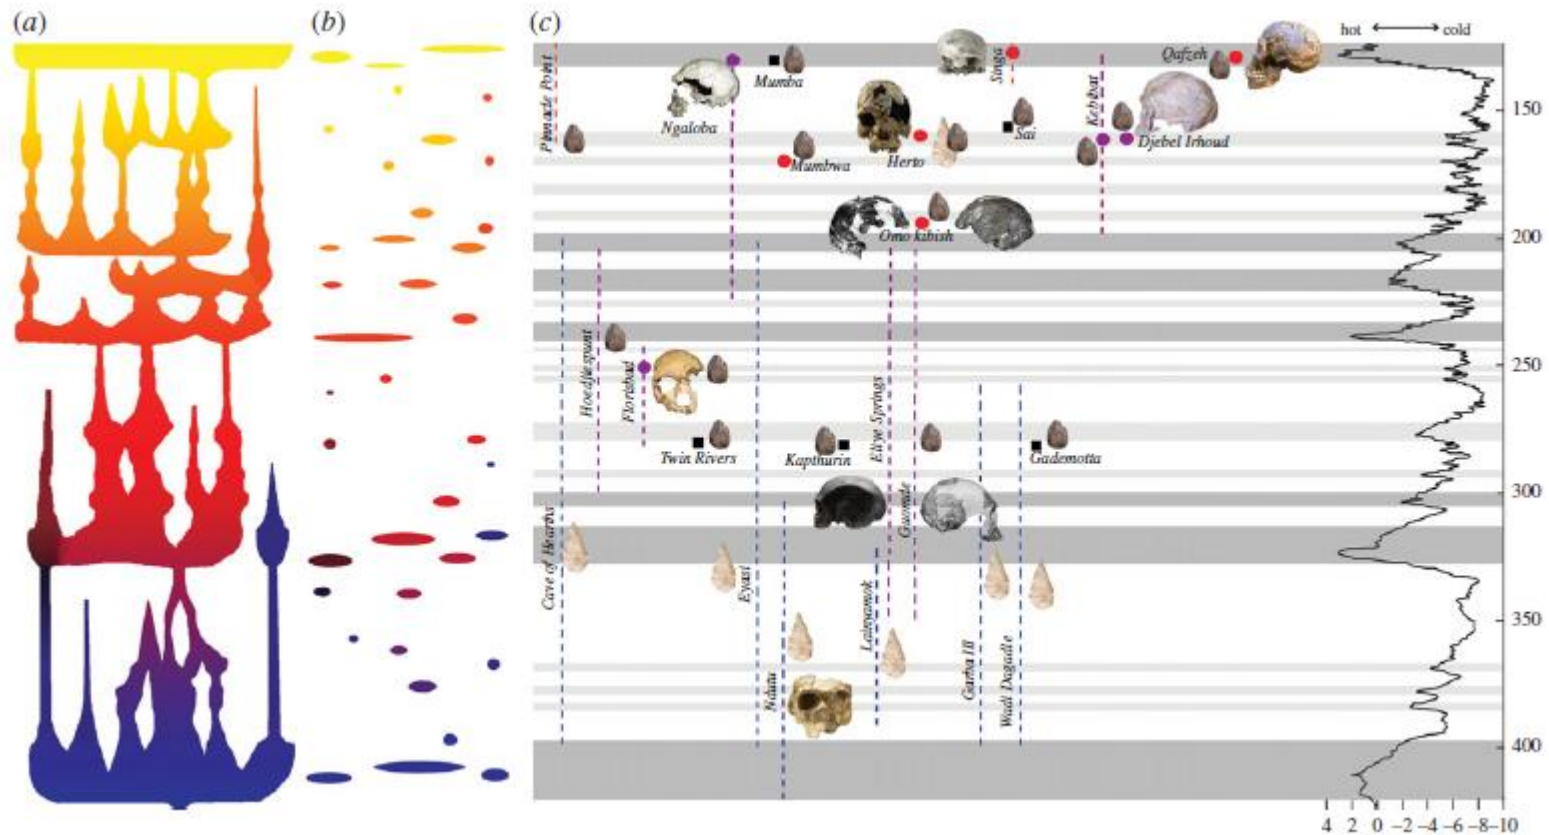 (a)
(b)
(c)
hot
cold
Pinnacle Point
Mumba
Ngaloba
Mumbwa
Herto
Singa
Sai
Kebibat
Qafzeh
Djebel Irhoud
150
Omo kibish
200
Hoedjiespunt
Florisbad
250
Twin Rivers
Kapthurin
Eliye Springs
Gademotta
300
Cave of Hearths
Eyasi
Guomde
350
Ndutu
Lainyamok
Garba III
Wadi Dagadle
400
4 2 0 –2 –4 –6 –8 –10